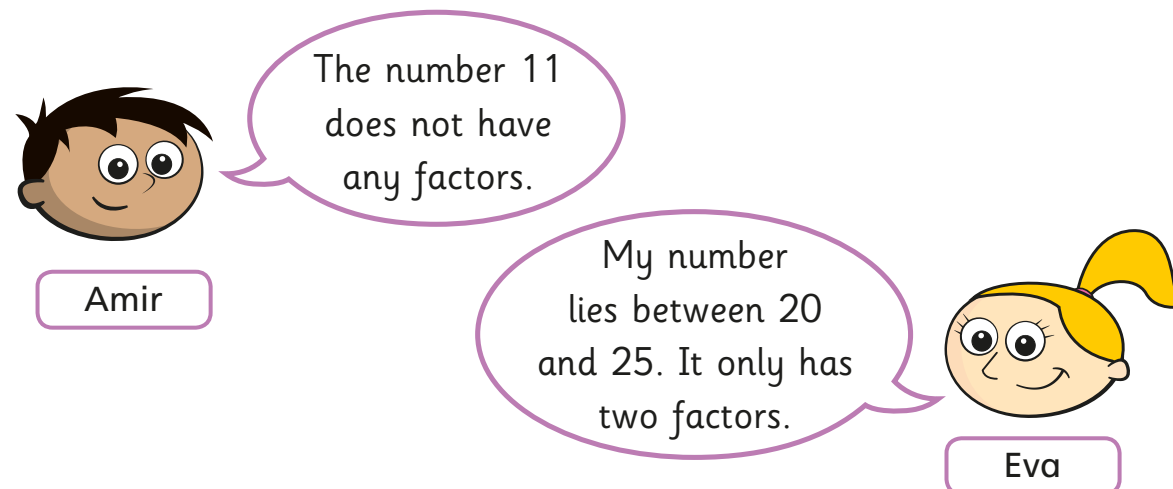 The number 11
does not have
any factors.
Amir
My number
lies between 20
and 25. It only has
two factors.
Eva